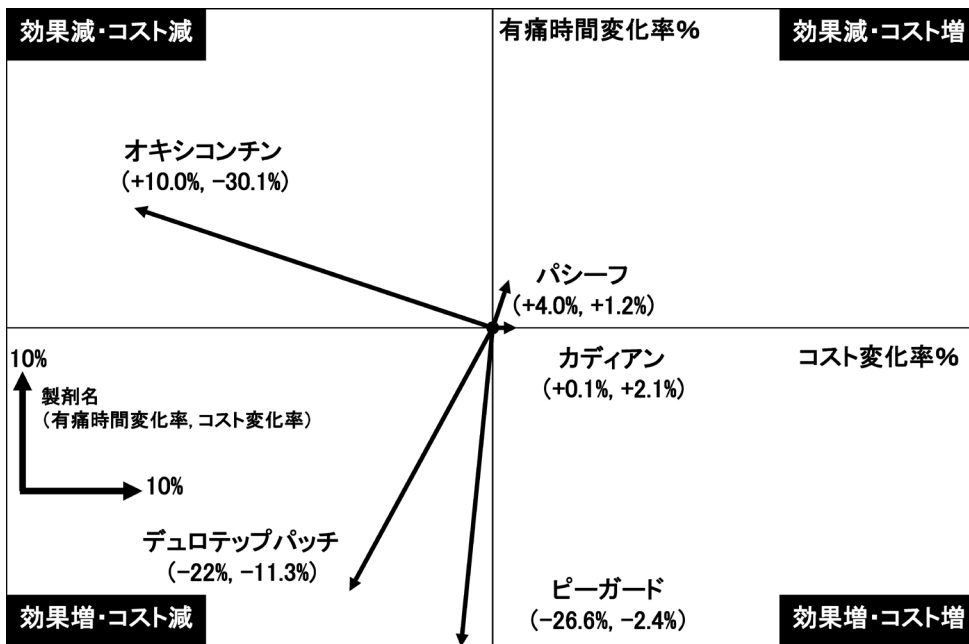 効果減・コスト減
有痛時間変化率%
効果減・コスト増
オキシコンチン
(+10.0%, -30.1%)
パシーフ
(+4.0%, +1.2%)
カディアン
(+0.1%, +2.1%)
コスト変化率%
10%
製剤名
(有痛時間変化率, コスト変化率)
10%
デュロテップパッチ
(-22%, -11.3%)
ピーガード
(-26.6%, -2.4%)
効果増・コスト減
効果増・コスト増